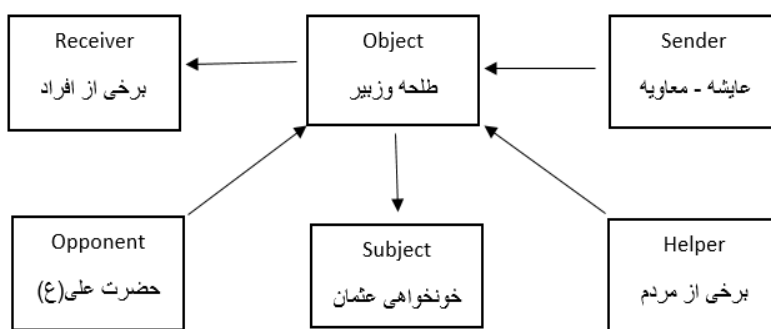 Receiver
برخی از افراد
Object
طلحه وزبیر
Sender
عایشه - معاویه
Opponent
حضرت علی(ع)
Subject
خونخواهی عثمان
Helper
برخی از مردم